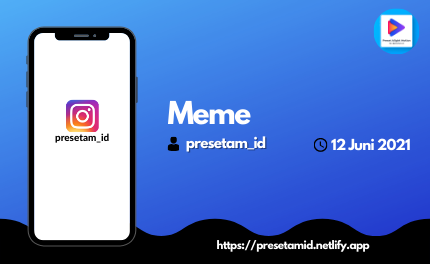 presetam_id
Meme
presetam_id
12 Juni 2021
https://presetamid.netlify.app